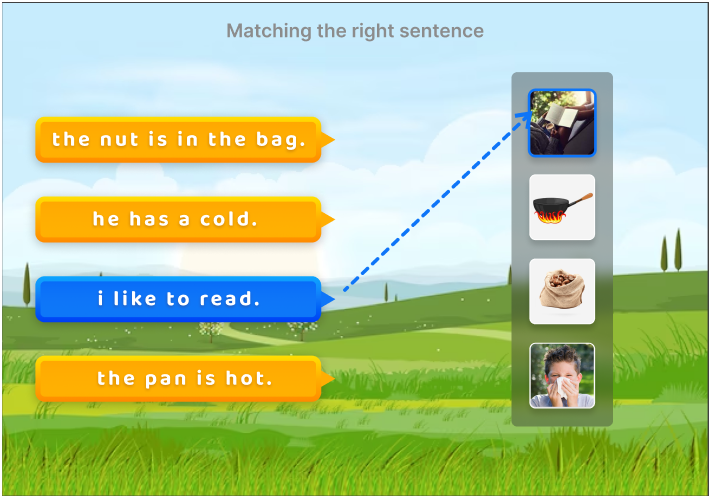 Matching the right sentence
the nut is in the bag.
he has a cold.
i like to read.
the pan is hot.